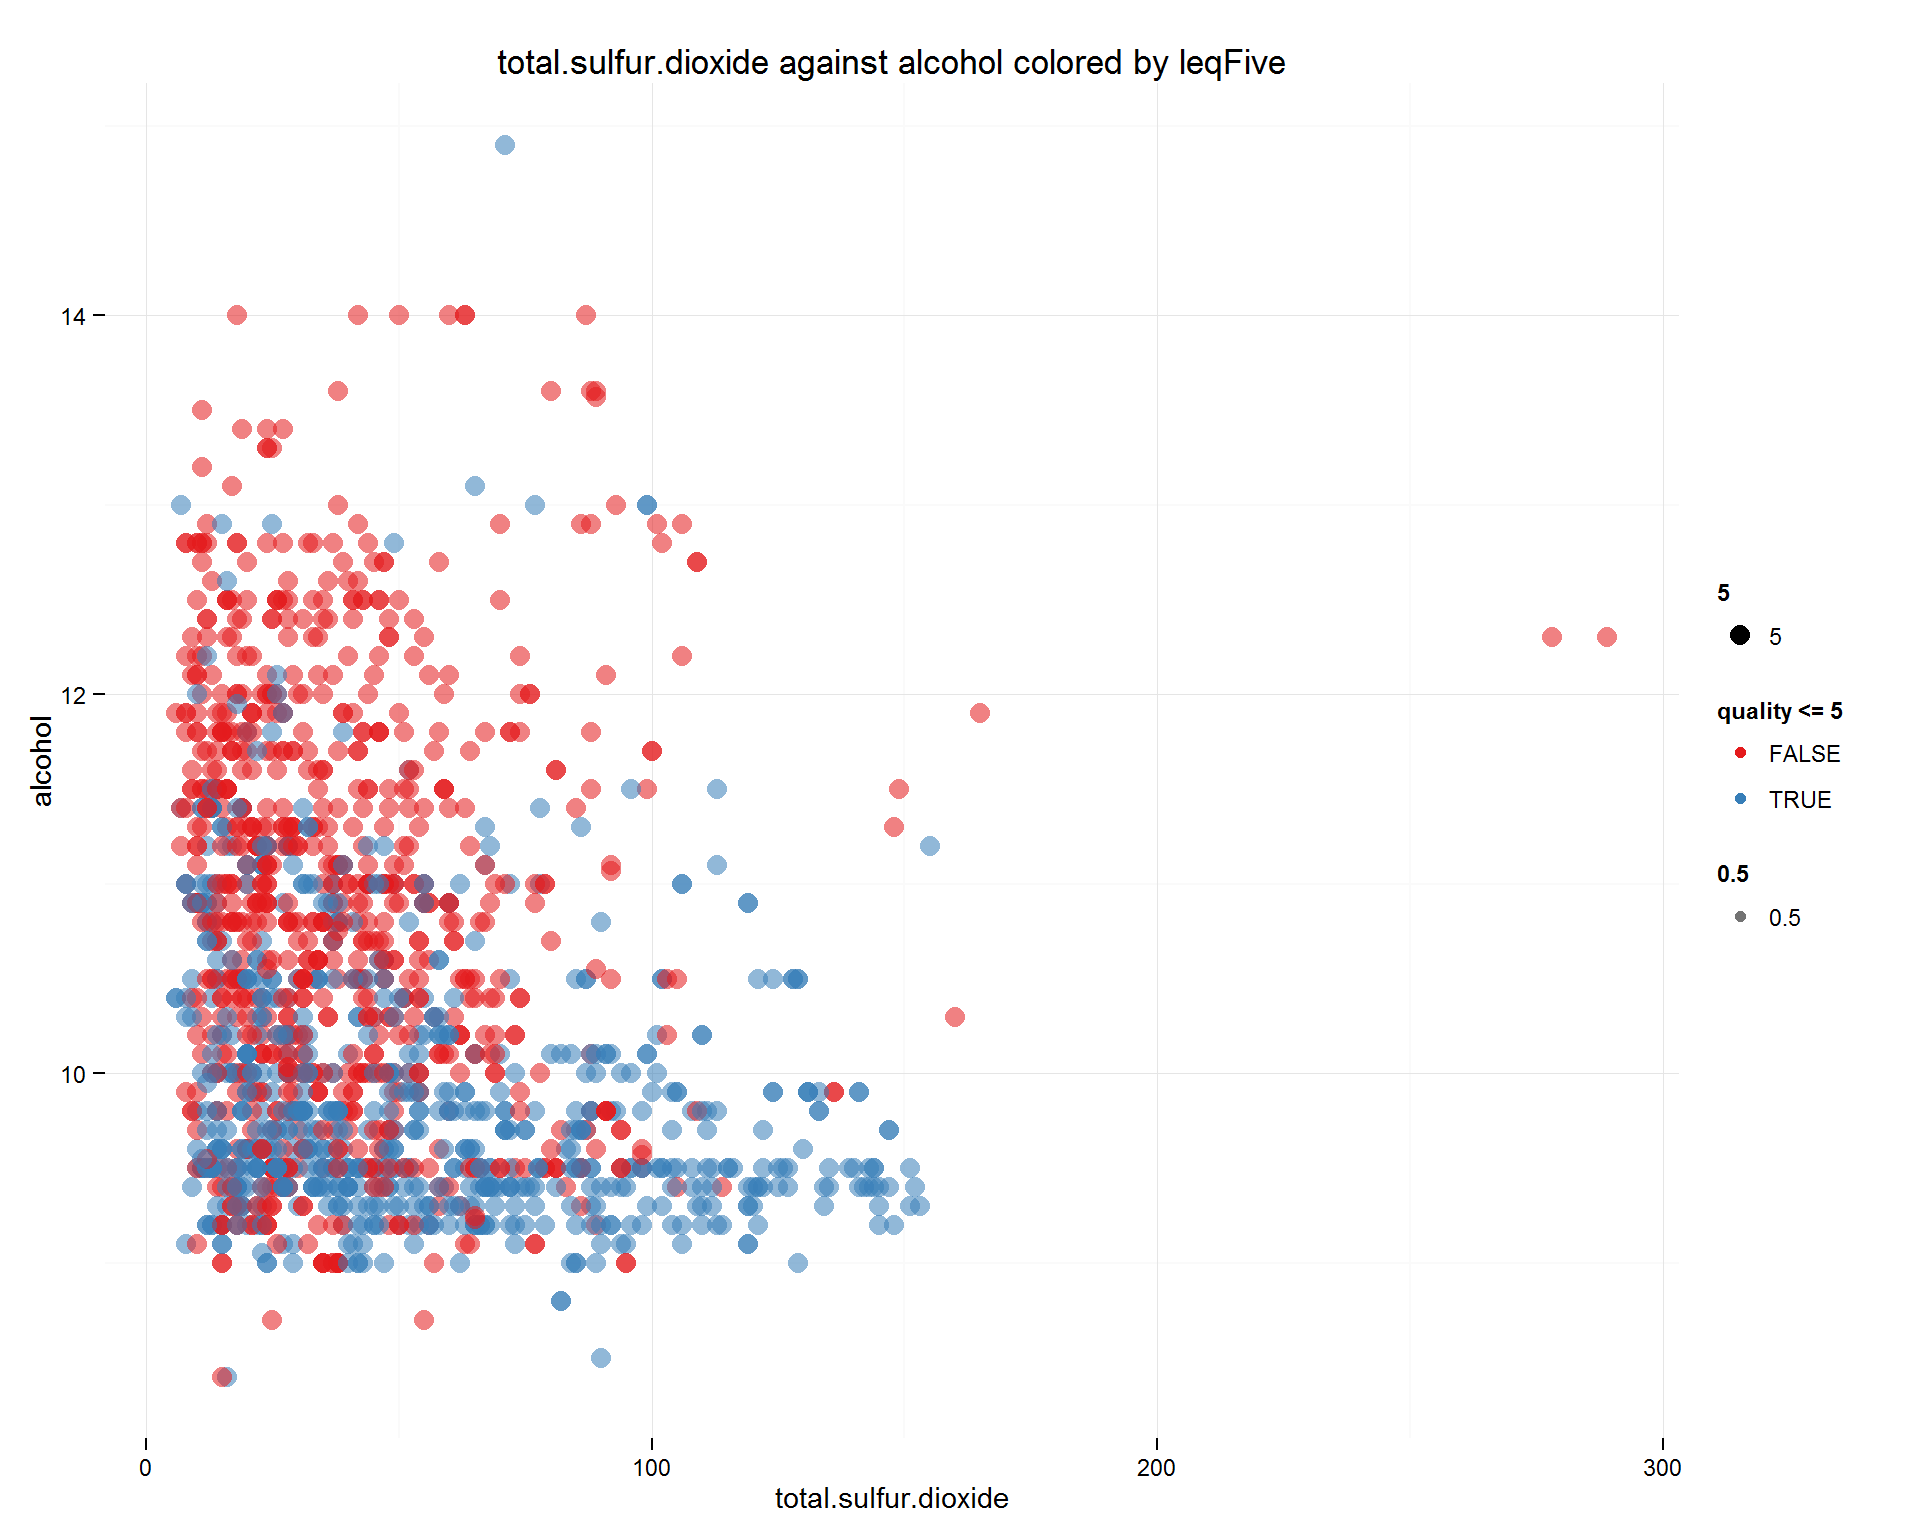 total.sulfur.dioxide against alcohol colored by leqFive
14
12
10
alcohol
0
100
200
300
total.sulfur.dioxide
5
5
quality <= 5
FALSE
TRUE
0.5
0.5